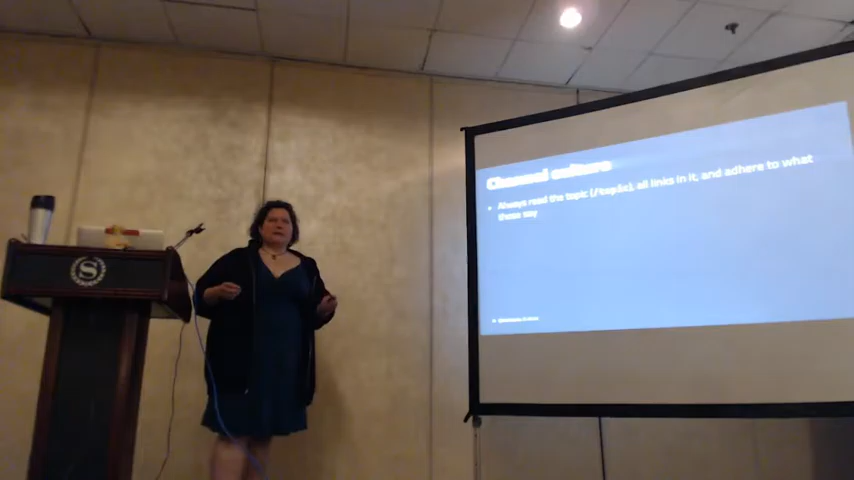 S
Channel culture
Always read the topic (/topic), all links in it, and adhere to what
these say